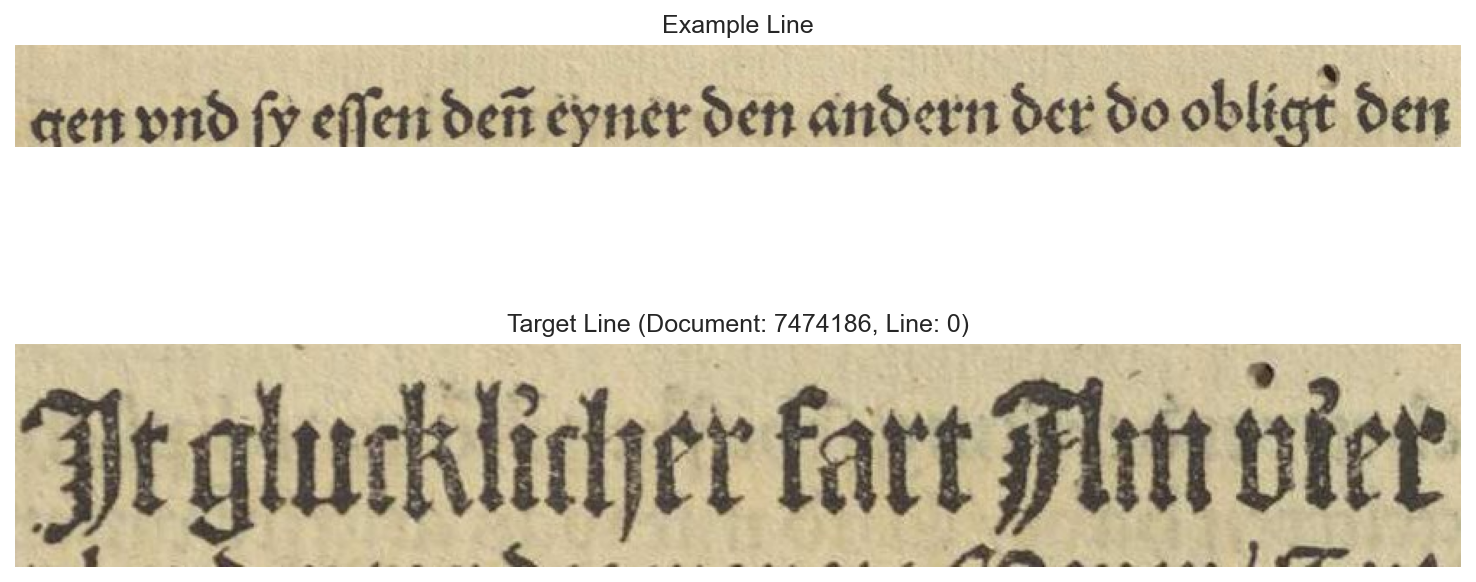 Example Line
gen vnd ſy eſſen deñ eyner den andern der do obligt den
Target Line (Document: 7474186, Line: 0)
Jt glucklicher fart Am vier